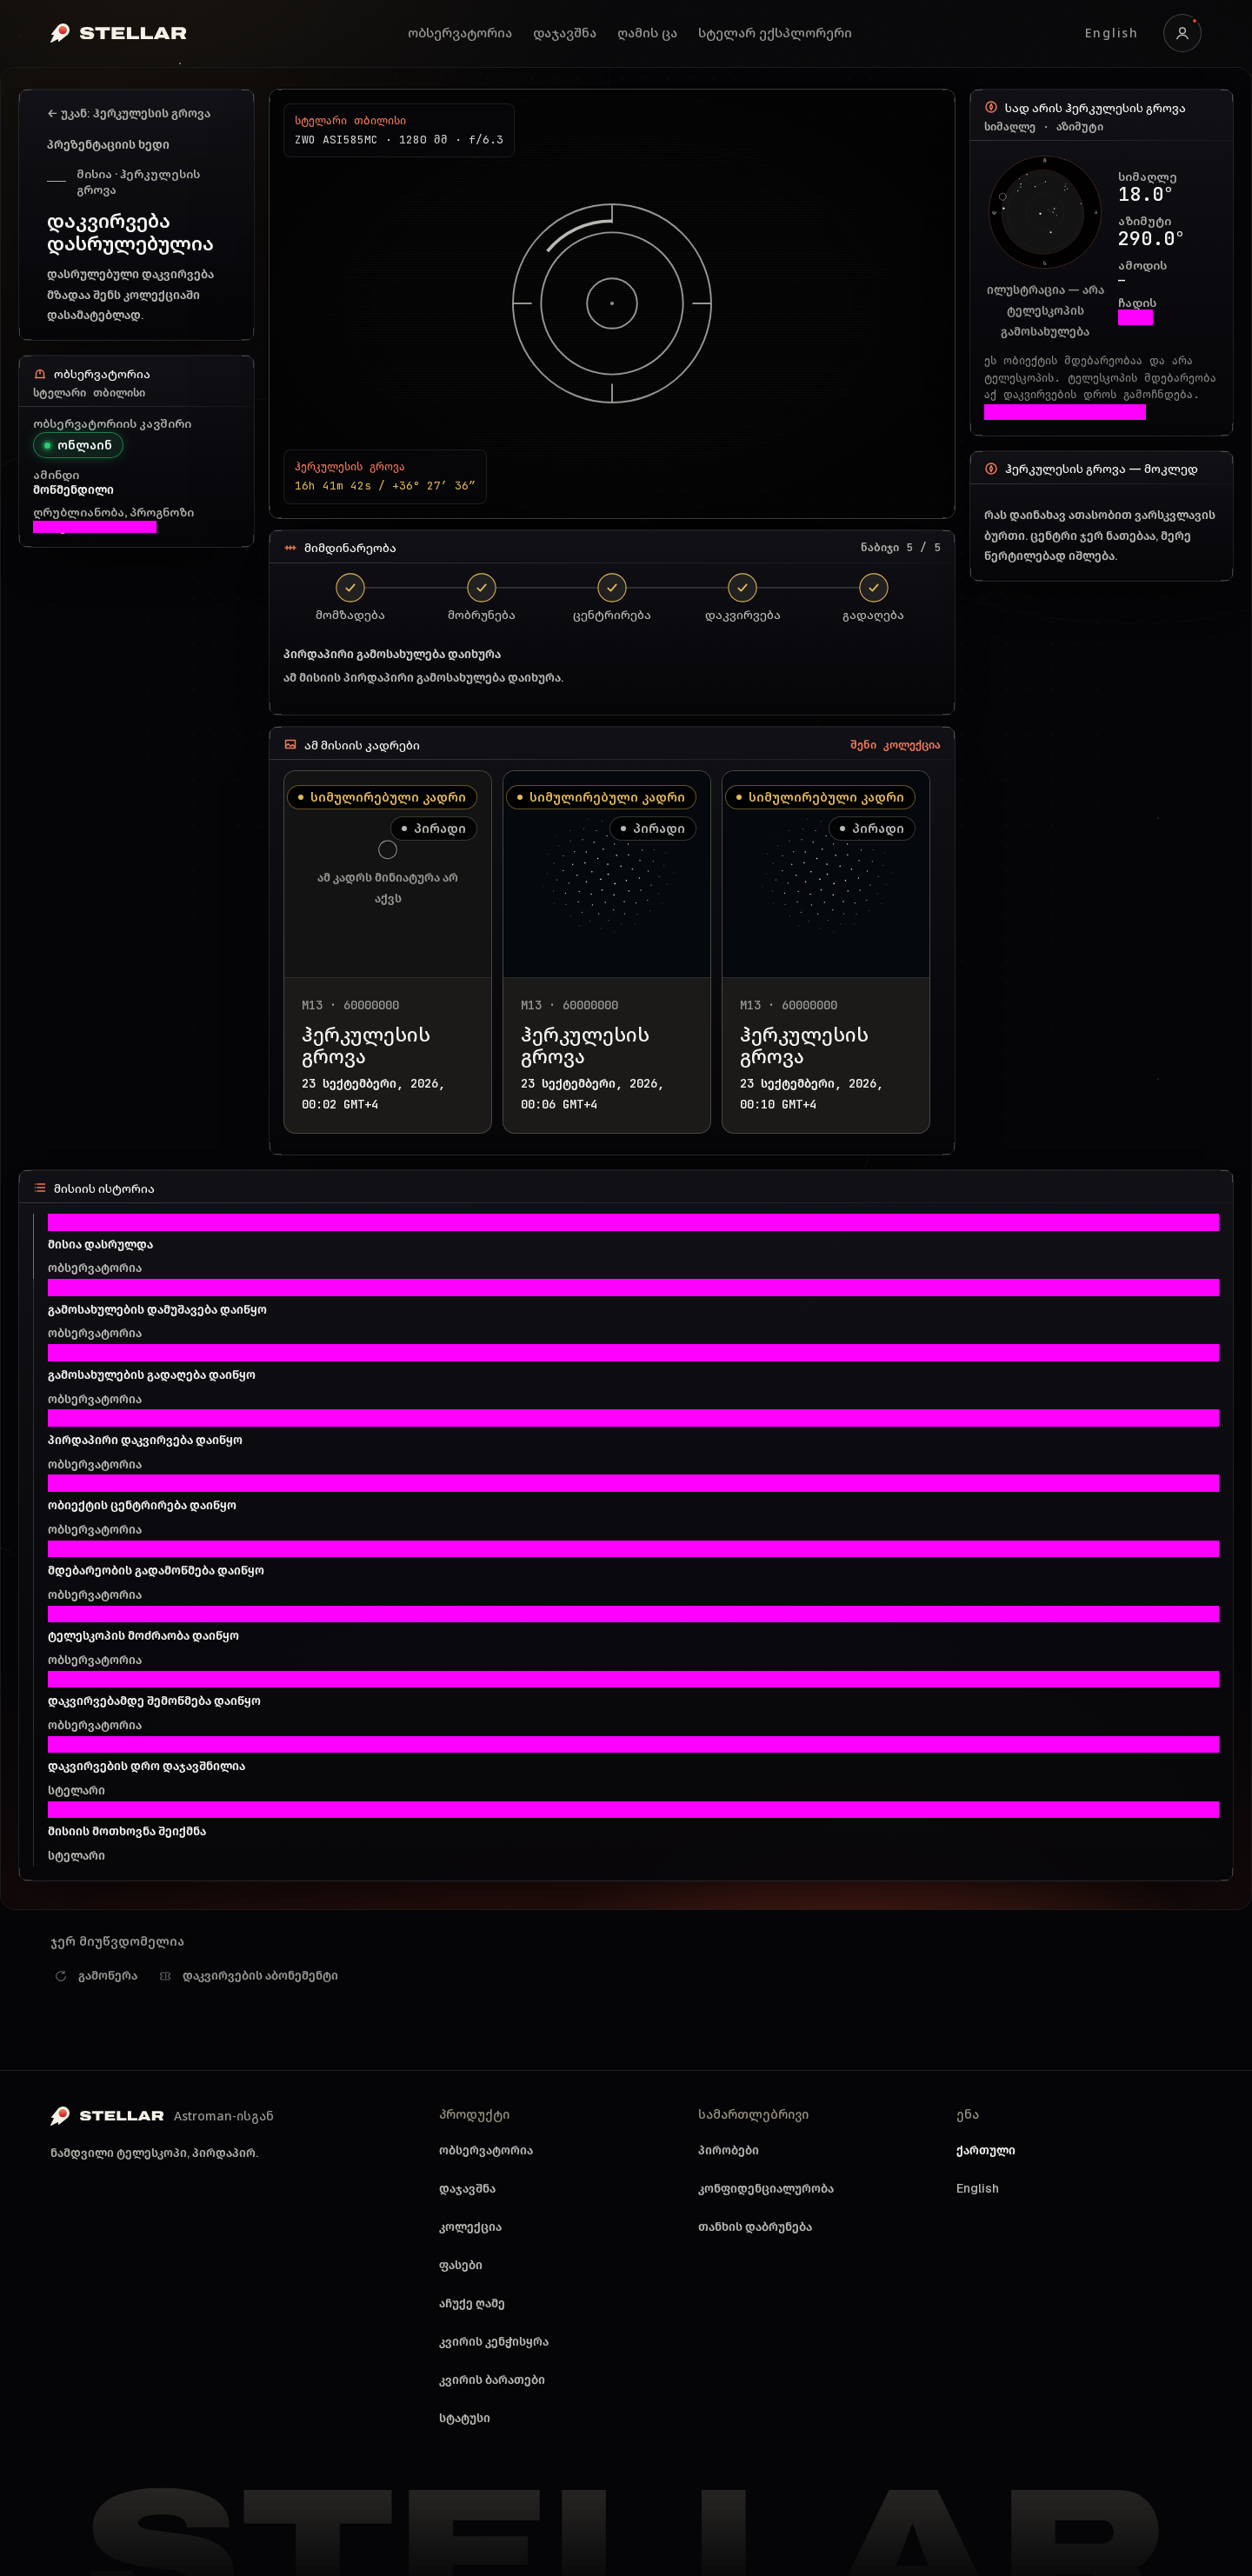 STELLAR
ობსერვატორია
დაჯავშნა
ღამის ცა
სტელარ ექსპლორერი
English
← უკან: ჰერკულესის გროვა
პრეზენტაციის ხედი
მისია · ჰერკულესის
გროვა
დაკვირვება
დასრულებულია
დასრულებული დაკვირვება
მზადაა შენს კოლექციაში
დასამატებლად.
ობსერვატორია
სტელარი თბილისი
ობსერვატორიის კავშირი
ონლაინ
ამინდი
მოწმენდილი
ღრუბლიანობა, პროგნოზი
სტელარი თბილისი
ZWO ASI585MC · 1280 მმ · f/6.3
ჰერკულესის გროვა
16h 41m 42s / +36° 27′ 36″
მიმდინარეობა
ნაბიჯი 5 / 5
მომზადება
მობრუნება
ცენტრირება
დაკვირვება
გადაღება
პირდაპირი გამოსახულება დაიხურა
ამ მისიის პირდაპირი გამოსახულება დაიხურა.
ამ მისიის კადრები
შენი კოლექცია
სიმულირებული კადრი
პირადი
ამ კადრს მინიატურა არ
აქვს
M13 · 60000000
ჰერკულესის
გროვა
23 სექტემბერი, 2026,
00:02 GMT+4
სიმულირებული კადრი
პირადი
M13 · 60000000
ჰერკულესის
გროვა
23 სექტემბერი, 2026,
00:06 GMT+4
სიმულირებული კადრი
პირადი
M13 · 60000000
ჰერკულესის
გროვა
23 სექტემბერი, 2026,
00:10 GMT+4
სად არის ჰერკულესის გროვა
სიმაღლე · აზიმუტი
ილუსტრაცია — არა
ტელესკოპის
გამოსახულება
სიმაღლე
18.0°
აზიმუტი
290.0°
ამოდის
—
ჩადის
ეს ობიექტის მდებარეობაა და არა
ტელესკოპის. ტელესკოპის მდებარეობა
აქ დაკვირვების დროს გამოჩნდება.
ჰერკულესის გროვა — მოკლედ
რას დაინახავ ათასობით ვარსკვლავის
ბურთი. ცენტრი ჯერ ნათებაა, მერე
წერტილებად იშლება.
მისიის ისტორია
მისია დასრულდა
ობსერვატორია
გამოსახულების დამუშავება დაიწყო
ობსერვატორია
გამოსახულების გადაღება დაიწყო
ობსერვატორია
პირდაპირი დაკვირვება დაიწყო
ობსერვატორია
ობიექტის ცენტრირება დაიწყო
ობსერვატორია
მდებარეობის გადამოწმება დაიწყო
ობსერვატორია
ტელესკოპის მოძრაობა დაიწყო
ობსერვატორია
დაკვირვებამდე შემოწმება დაიწყო
ობსერვატორია
დაკვირვების დრო დაჯავშნილია
სტელარი
მისიის მოთხოვნა შეიქმნა
სტელარი
ჯერ მიუწვდომელია
გამოწერა
დაკვირვების აბონემენტი
STELLAR
Astroman-ისგან
ნამდვილი ტელესკოპი, პირდაპირ.
პროდუქტი
ობსერვატორია
დაჯავშნა
კოლექცია
ფასები
აჩუქე ღამე
კვირის კენჭისყრა
კვირის ბარათები
სტატუსი
სამართლებრივი
პირობები
კონფიდენციალურობა
თანხის დაბრუნება
ენა
ქართული
English
STELLAR